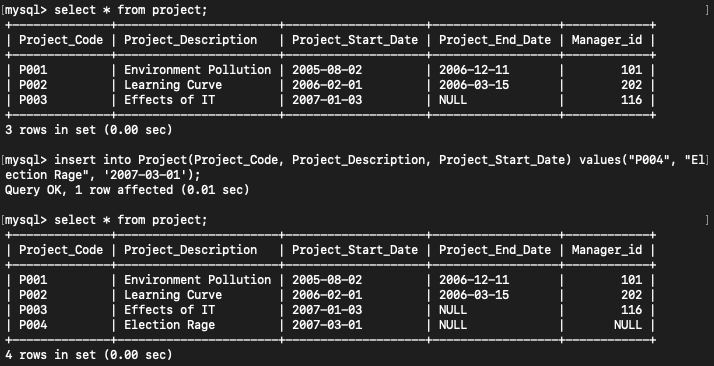 [mysql> select * from project; ]
+--------------+-----------------------+--------------------+------------------+------------+
| Project_Code | Project_Description   | Project_Start_Date | Project_End_Date | Manager_id |
+--------------+-----------------------+--------------------+------------------+------------+
| P001         | Environment Pollution | 2005-08-02         | 2006-12-11       |        101 |
| P002         | Learning Curve        | 2006-02-01         | 2006-03-15       |        202 |
| P003         | Effects of IT         | 2007-01-03         | NULL             |        116 |
+--------------+-----------------------+--------------------+------------------+------------+
3 rows in set (0.00 sec)
[mysql> insert into Project(Project_Code, Project_Description, Project_Start_Date) values("P004", "El]
ection Rage", '2007-03-01');
Query OK, 1 row affected (0.01 sec)
[mysql> select * from project; ]
+--------------+-----------------------+--------------------+------------------+------------+
| Project_Code | Project_Description   | Project_Start_Date | Project_End_Date | Manager_id |
+--------------+-----------------------+--------------------+------------------+------------+
| P001         | Environment Pollution | 2005-08-02         | 2006-12-11       |        101 |
| P002         | Learning Curve        | 2006-02-01         | 2006-03-15       |        202 |
| P003         | Effects of IT         | 2007-01-03         | NULL             |        116 |
| P004         | Election Rage         | 2007-03-01         | NULL             |       NULL |
+--------------+-----------------------+--------------------+------------------+------------+
4 rows in set (0.00 sec)